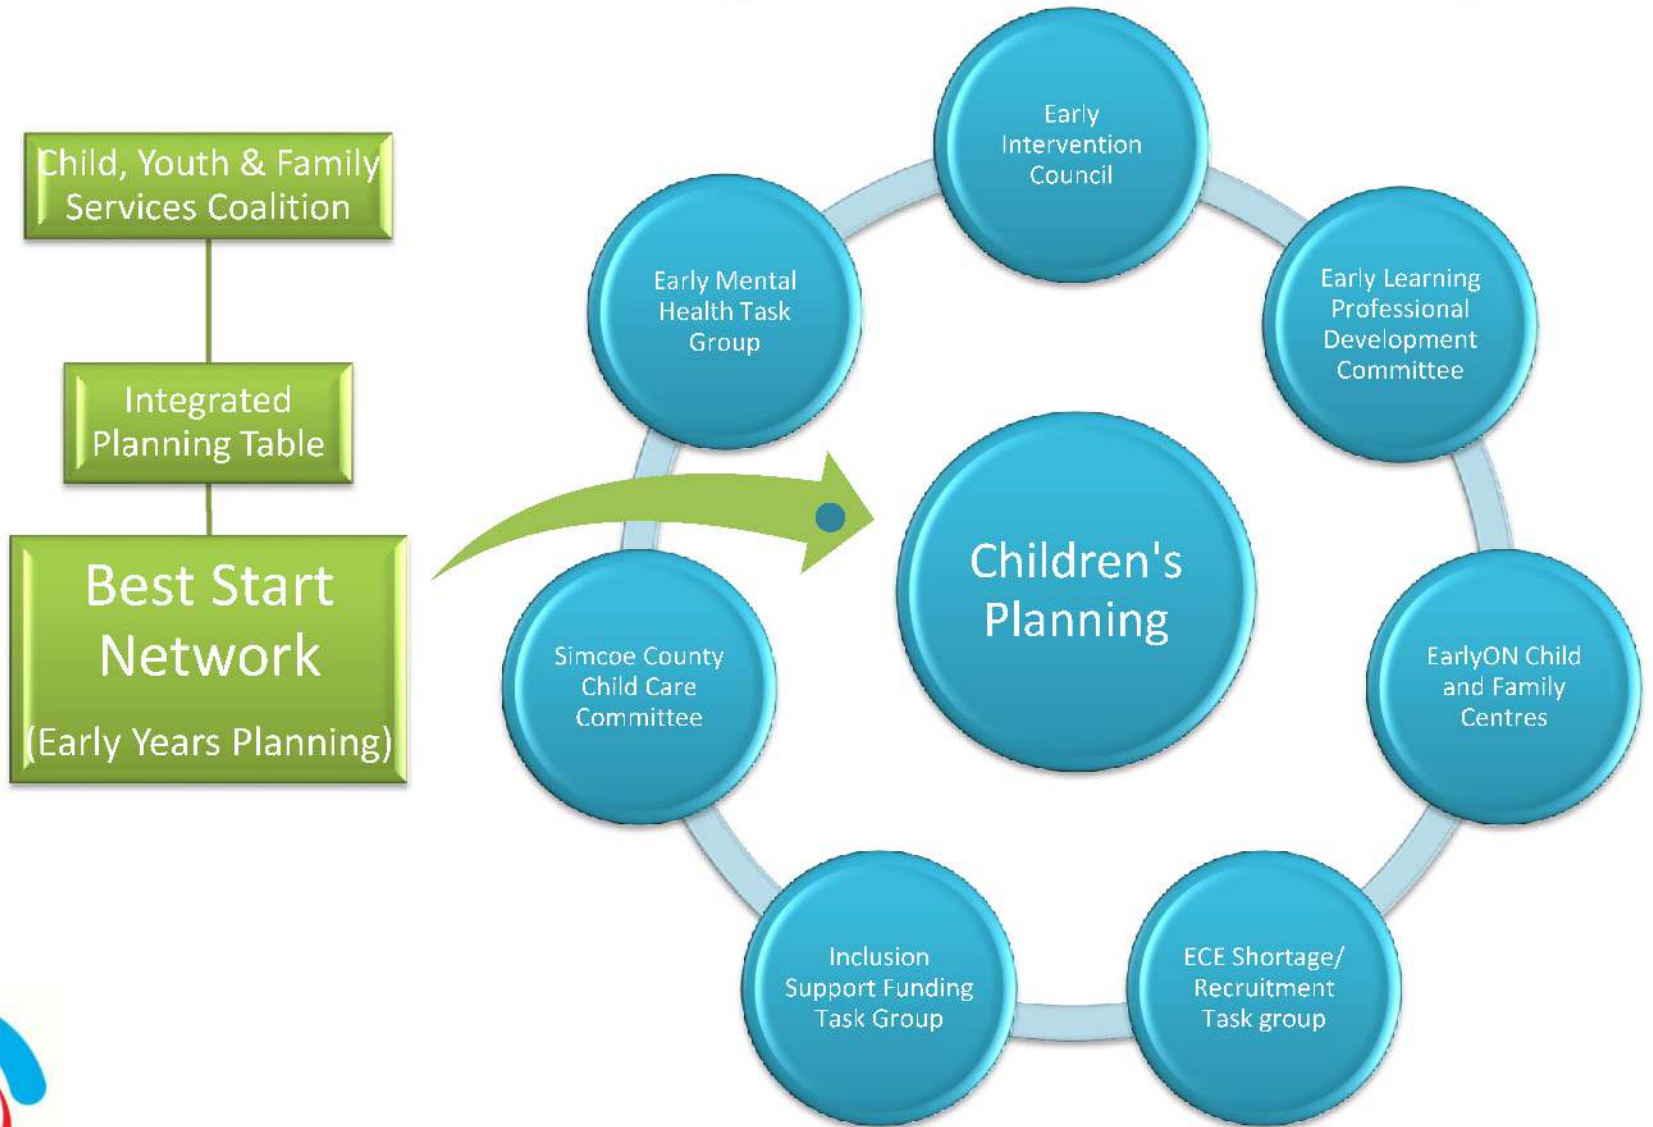 Child, Youth & Family
Services Coalition
Integrated
Planning Table
Best Start
Network
(Early Years Planning)
Early
Intervention
Council
Early Learning
Professional
Development
Committee
EarlyON Child
and Family
Centres
ECE Shortage/
Recruitment
Task group
Inclusion
Support Funding
Task Group
Simcoe County
Child Care
Committee
Early Mental
Health Task
Group
Children's
Planning